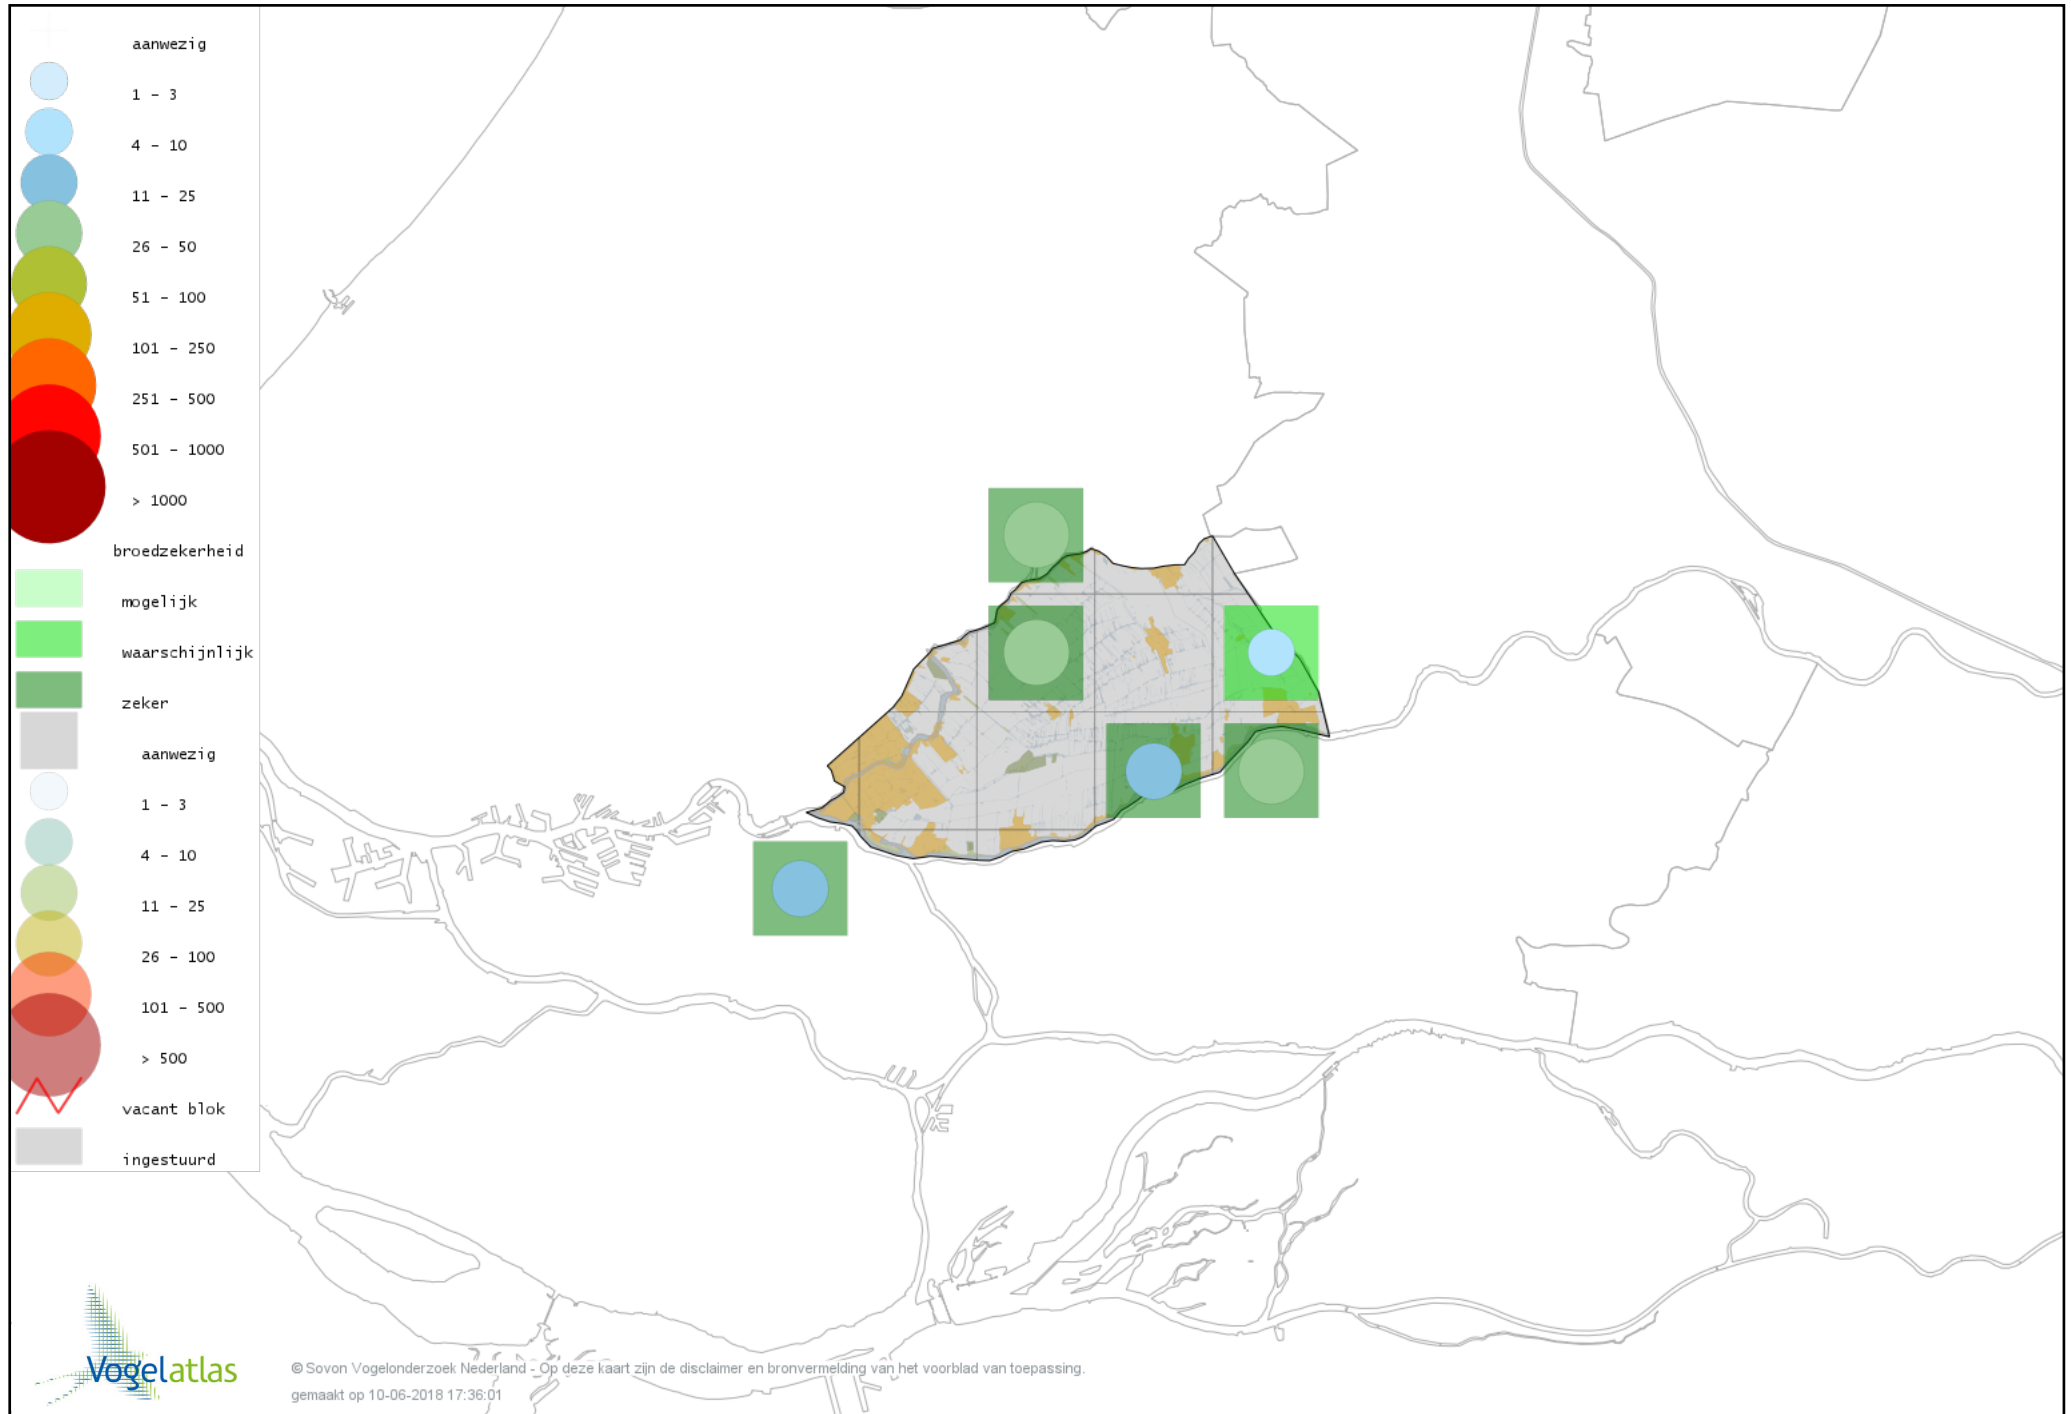 aanwezig
1 – 3
4 – 10
11 – 25
26 – 50
51 – 100
101 – 250
251 – 500
501 – 1000
> 1000
broedzekerheid
mogelijk
waarschijnlijk
zeker
aanwezig
1 – 3
4 – 10
11 – 25
26 – 100
101 – 500
> 500
vacant blok
ingestuurd
Vogelatlas
© Sovon Vogelonderzoek Nederland - Op deze kaart zijn de disclaimer en bronvermelding van het voorblad van toepassing.
gemaakt op 10-06-2018 17:36:01